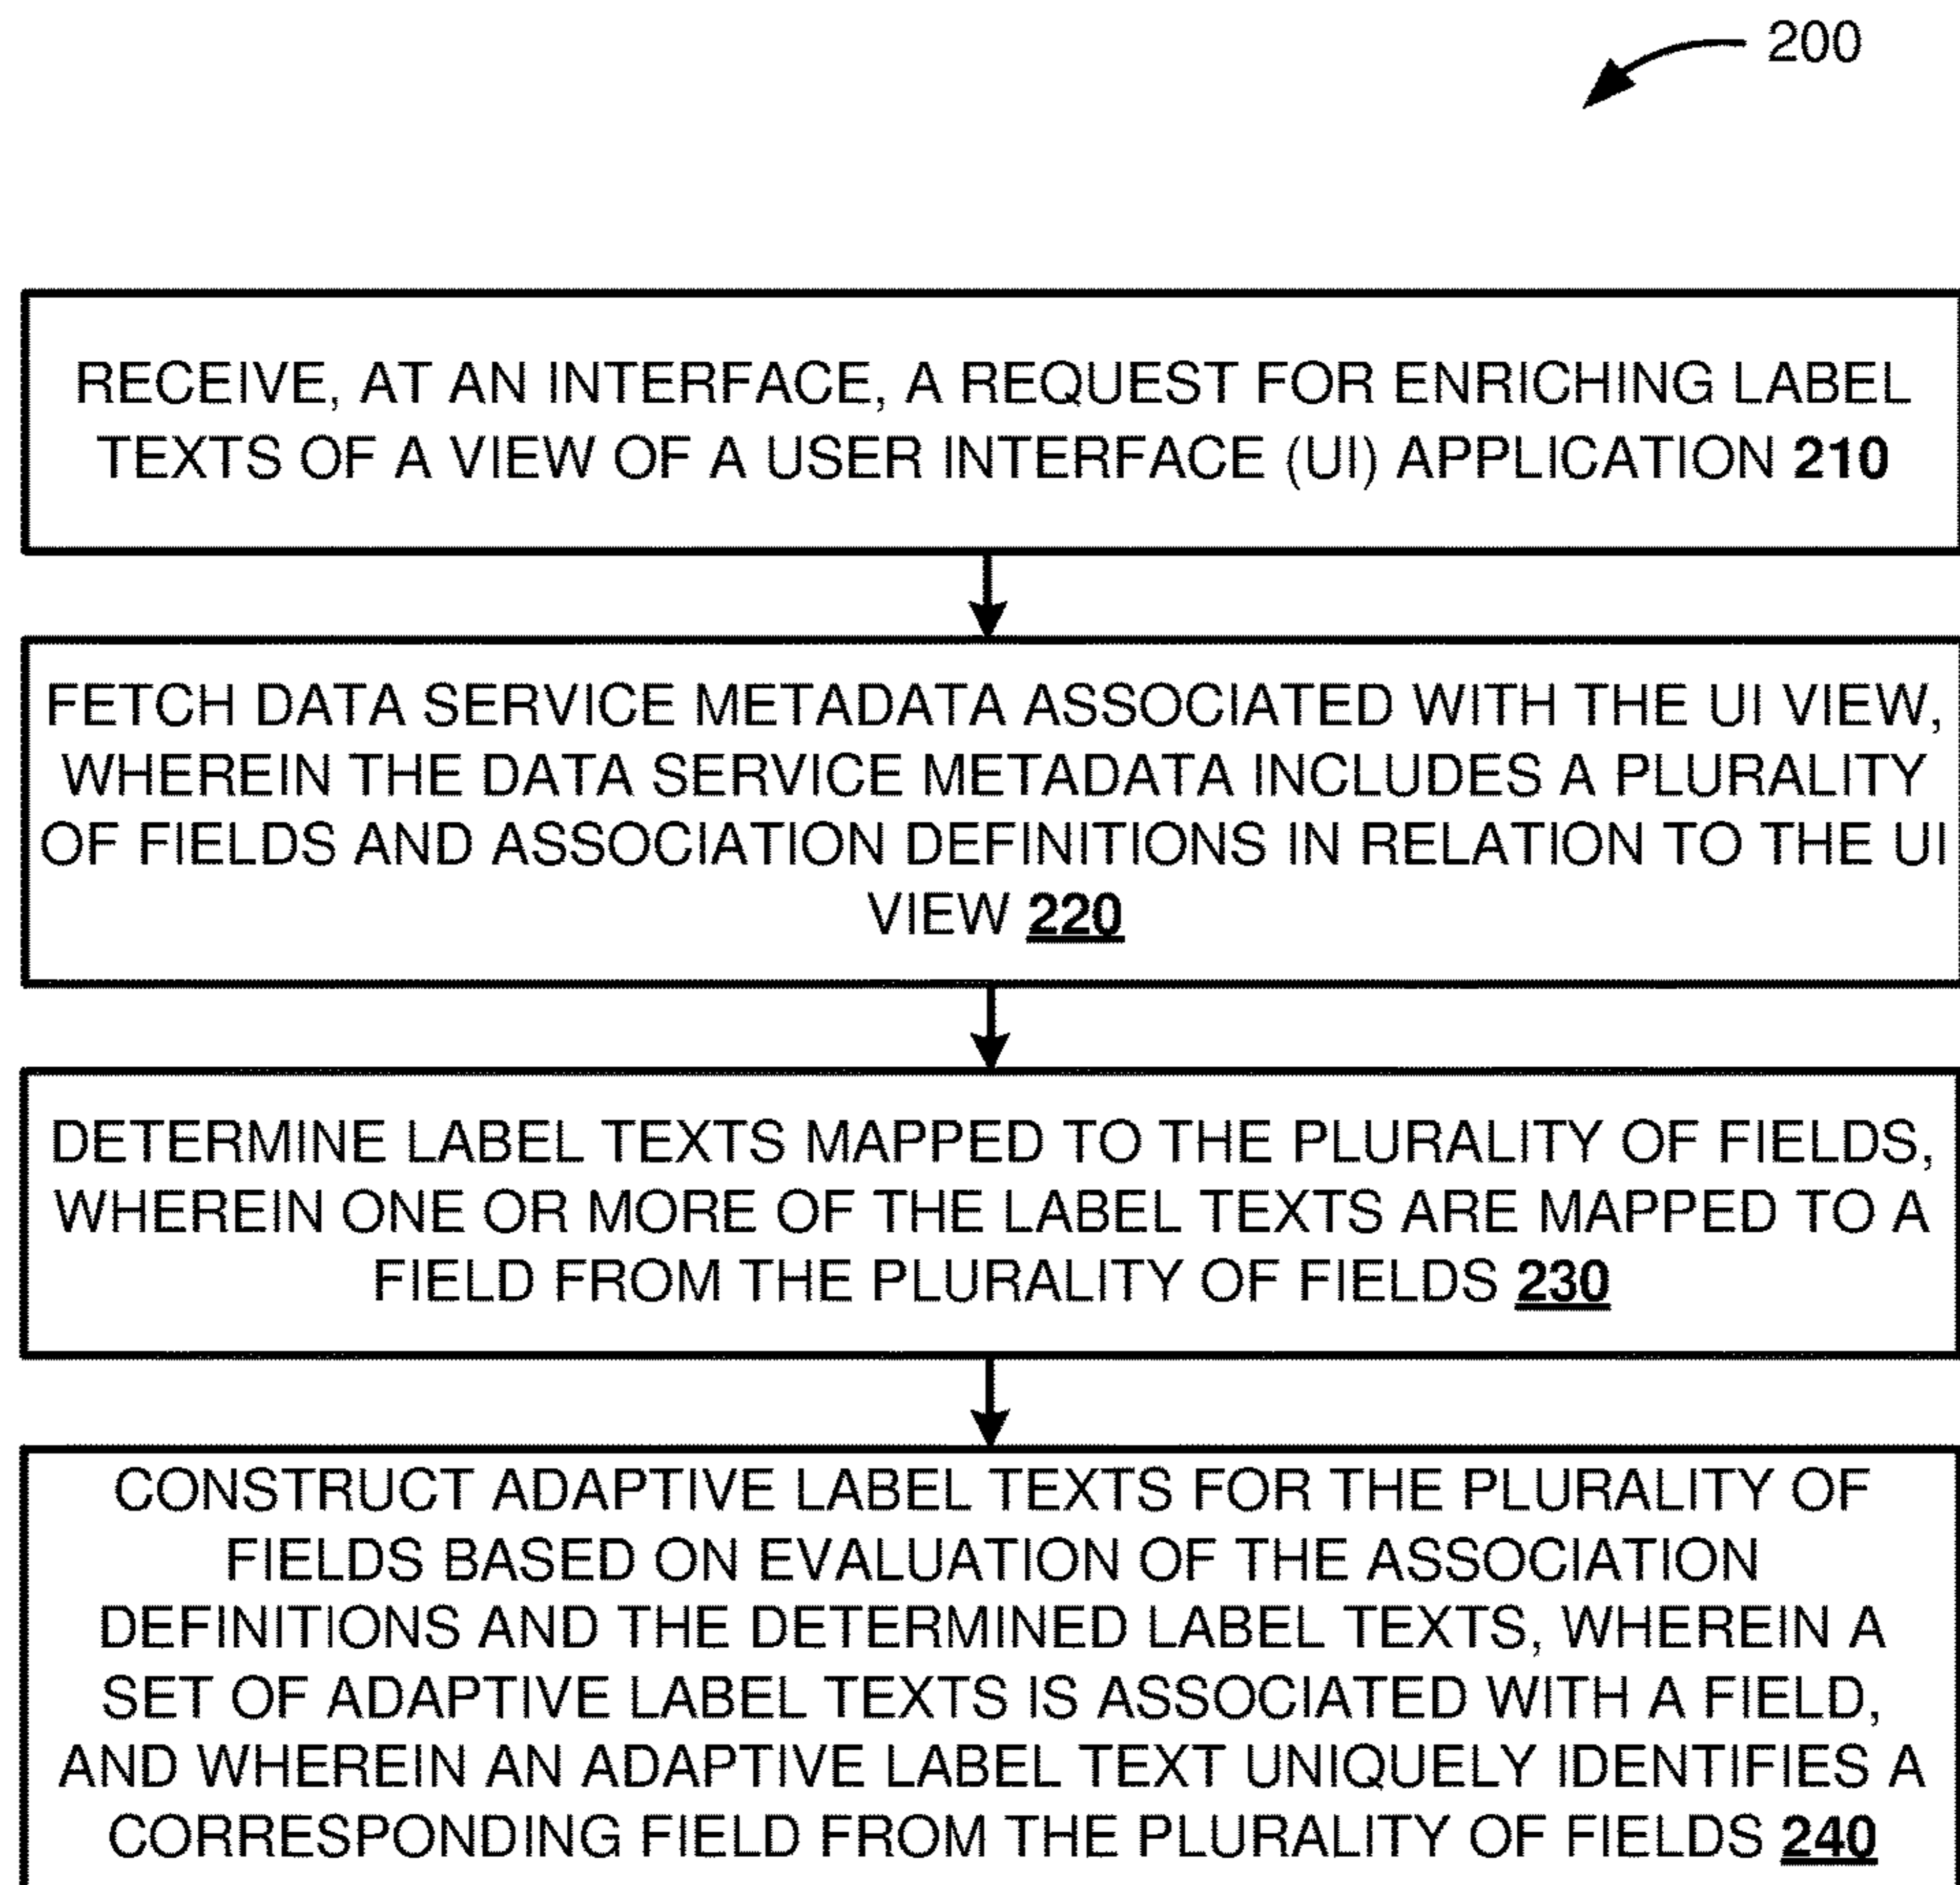 200
RECEIVE, AT AN INTERFACE, A REQUEST FOR ENRICHING LABEL
TEXTS OF A VIEW OF A USER INTERFACE (UI) APPLICATION 210
FETCH DATA SERVICE METADATA ASSOCIATED WITH THE UI VIEW,
WHEREIN THE DATA SERVICE METADATA INCLUDES A PLURALITY
OF FIELDS AND ASSOCIATION DEFINITIONS IN RELATION TO THE UI
VIEW 220
DETERMINE LABEL TEXTS MAPPED TO THE PLURALITY OF FIELDS,
WHEREIN ONE OR MORE OF THE LABEL TEXTS ARE MAPPED TO A
FIELD FROM THE PLURALITY OF FIELDS 230
CONSTRUCT ADAPTIVE LABEL TEXTS FOR THE PLURALITY OF
FIELDS BASED ON EVALUATION OF THE ASSOCIATION
DEFINITIONS AND THE DETERMINED LABEL TEXTS, WHEREIN A
SET OF ADAPTIVE LABEL TEXTS IS ASSOCIATED WITH A FIELD,
AND WHEREIN AN ADAPTIVE LABEL TEXT UNIQUELY IDENTIFIES A
CORRESPONDING FIELD FROM THE PLURALITY OF FIELDS 240